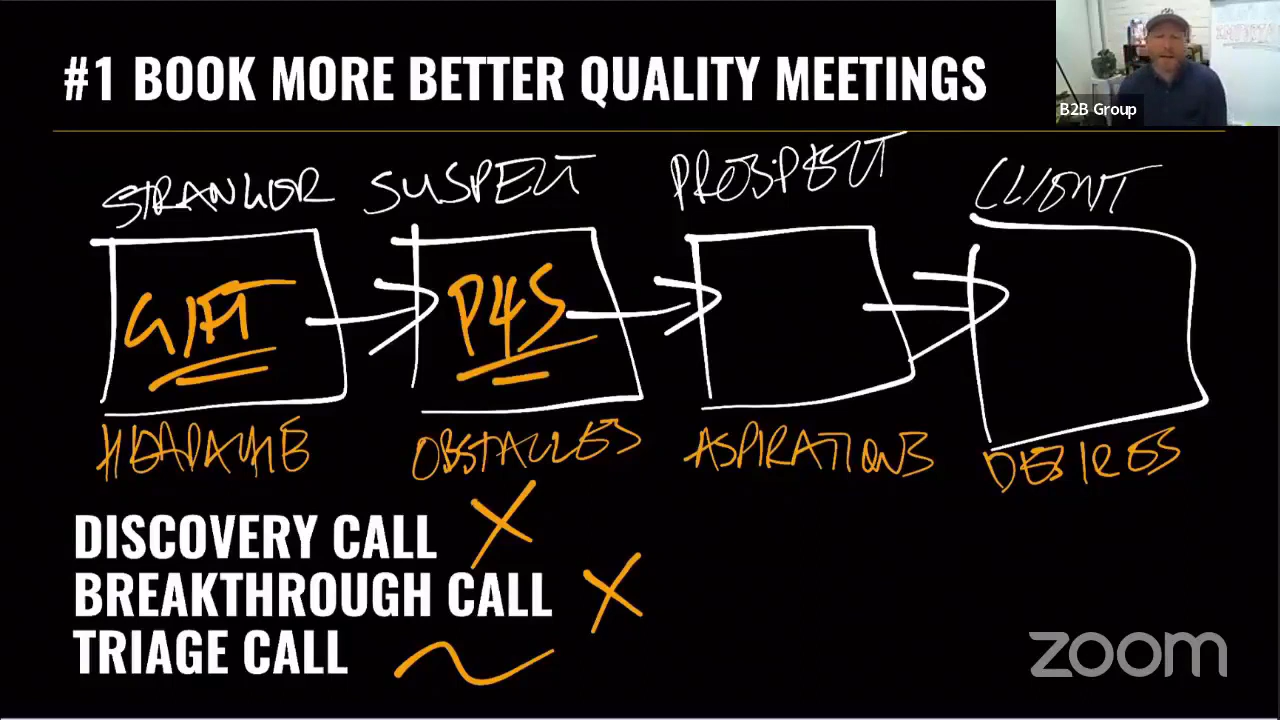 #1 BOOK MORE BETTER QUALITY MEETINGS
B2B Group
STRANGER SUSPECT PROSPECT CLIENT
GIFT P4S
HEADACHE OBSTACLES ASPIRATIONS DESIRES
DISCOVERY CALL X
BREAKTHROUGH CALL X
TRIAGE CALL ~
zoom